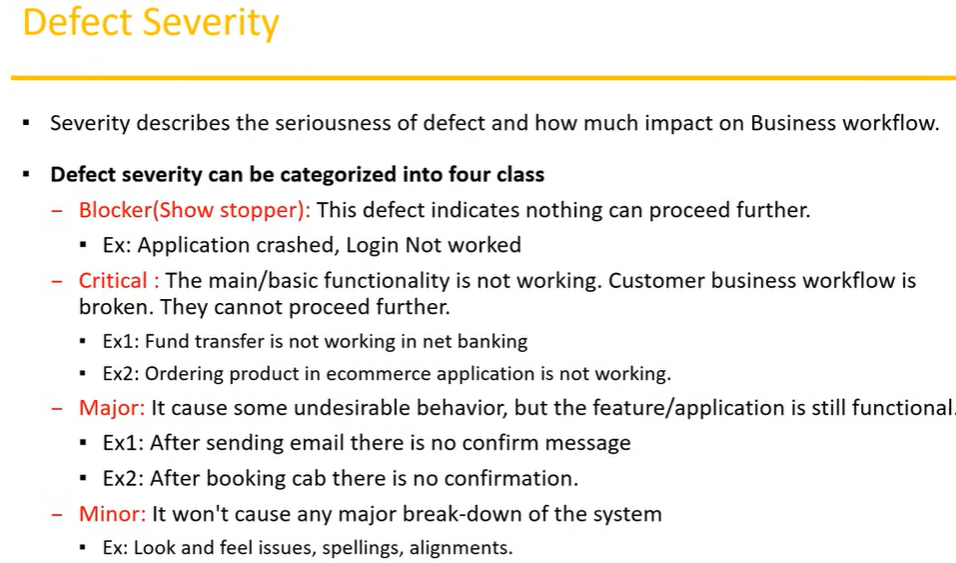 Defect Severity
▪ Severity describes the seriousness of defect and how much impact on Business workflow.
▪ Defect severity can be categorized into four class
– Blocker(Show stopper): This defect indicates nothing can proceed further.
▪ Ex: Application crashed, Login Not worked
– Critical : The main/basic functionality is not working. Customer business workflow is
broken. They cannot proceed further.
▪ Ex1: Fund transfer is not working in net banking
▪ Ex2: Ordering product in ecommerce application is not working.
– Major: It cause some undesirable behavior, but the feature/application is still functional.
▪ Ex1: After sending email there is no confirm message
▪ Ex2: After booking cab there is no confirmation.
– Minor: It won't cause any major break-down of the system
▪ Ex: Look and feel issues, spellings, alignments.